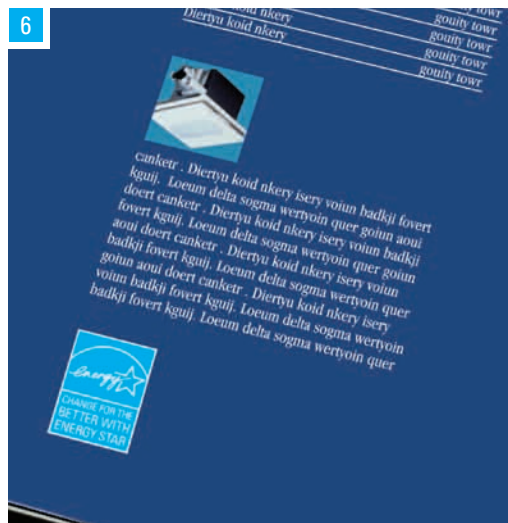 6
gouity towr
koid nkery
gouity towr
Diertyu koid nkery
gouity towr
gouity towr
canketr . Diertyu koid nkery isery voiun badkji fovert
kguij. Loeum delta sogma wertyoin quer goiun aoui
doert canketr . Diertyu koid nkery isery voiun badkji
fovert kguij. Loeum delta sogma wertyoin quer goiun
aoui doert canketr . Diertyu koid nkery isery voiun
badkji fovert kguij. Loeum delta sogma wertyoin quer
goiun aoui doert canketr . Diertyu koid nkery isery
voiun badkji fovert kguij. Loeum delta sogma wertyoin
badkji fovert kguij. Loeum delta sogma wertyoin quer
energy
CHANGE FOR THE
BETTER WITH
ENERGY STAR